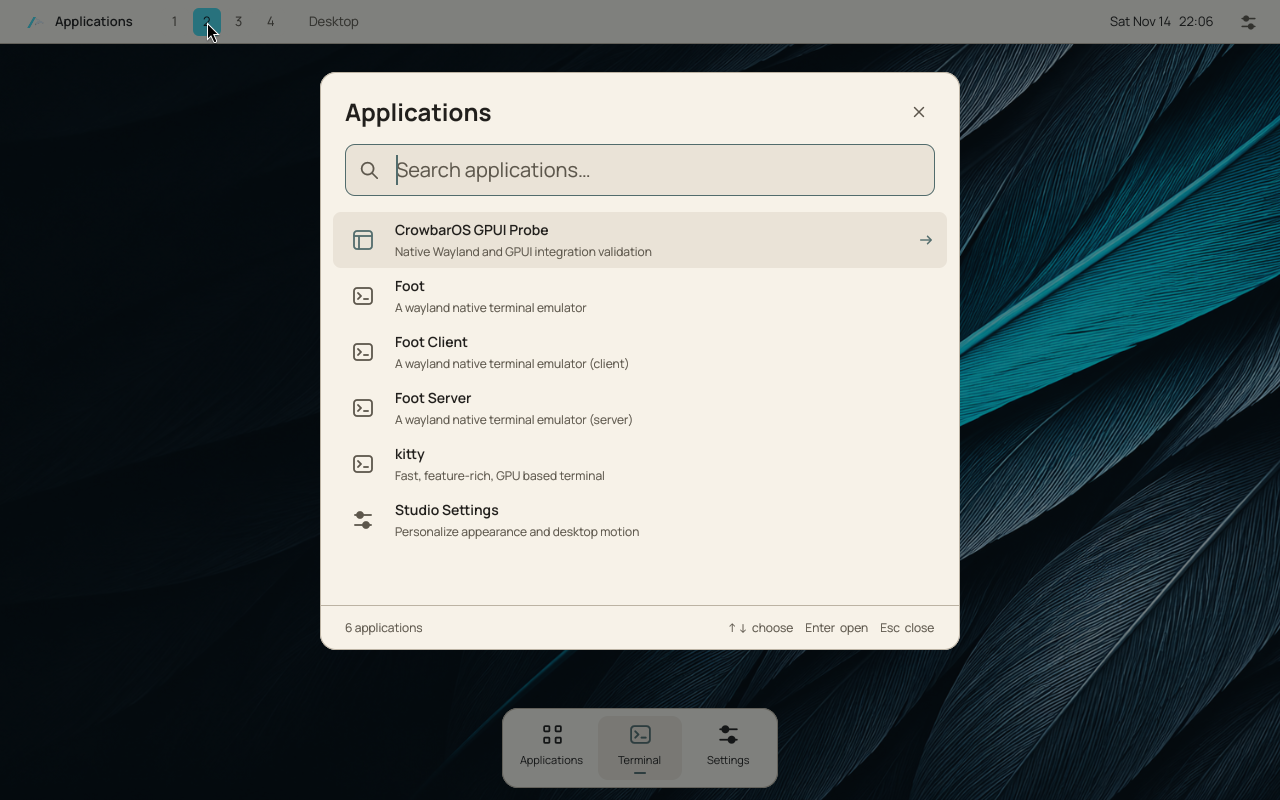 Applications 1 2 3 4 Desktop Sat Nov 14 22:06
Applications
Search applications...
CrowbarOS GPUI Probe
Native Wayland and GPUI integration validation
Foot
A wayland native terminal emulator
Foot Client
A wayland native terminal emulator (client)
Foot Server
A wayland native terminal emulator (server)
kitty
Fast, feature-rich, GPU based terminal
Studio Settings
Personalize appearance and desktop motion
6 applications ↑↓ choose Enter open Esc close
Applications Terminal Settings